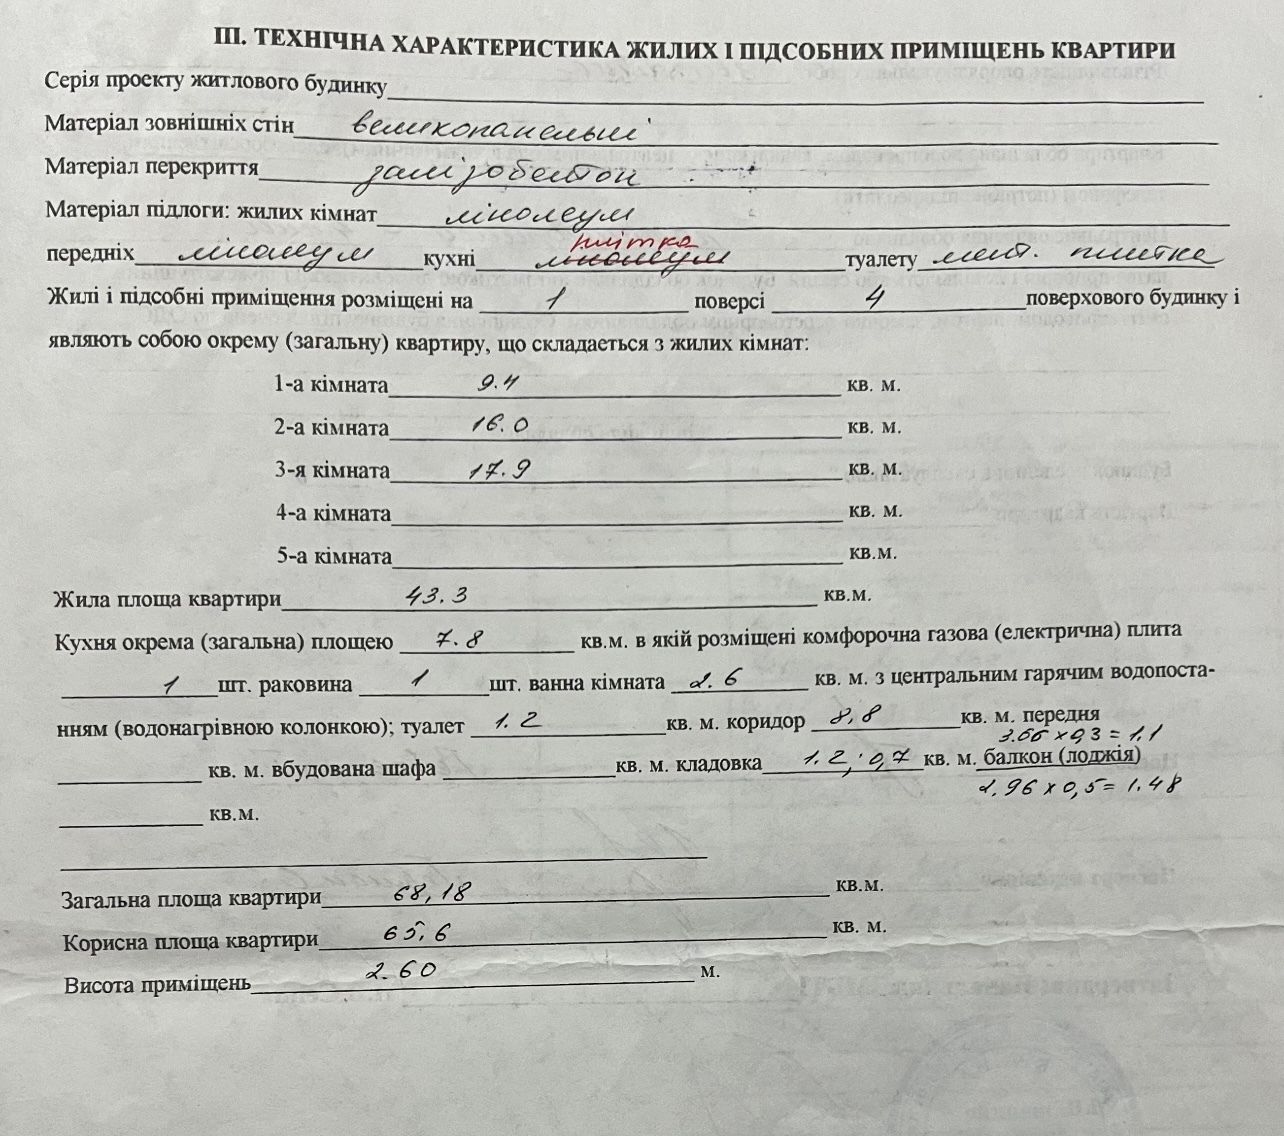 ІІІ. ТЕХНІЧНА ХАРАКТЕРИСТИКА ЖИЛИХ І ПІДСОБНИХ ПРИМІЩЕНЬ КВАРТИРИ
Серія проекту житлового будинку
Матеріал зовнішніх стін великопанельні
Матеріал перекриття залізобетон
Матеріал підлоги: жилих кімнат лінолеум
плітка
передніх лінолеум кухні лінолеум туалету мет. плитка
Жилі і підсобні приміщення розміщені на 1 поверсі 4 поверхового будинку і
являють собою окрему (загальну) квартиру, що складається з жилих кімнат:
1-а кімната 9.4 кв. м.
2-а кімната 16.0 кв. м.
3-я кімната 17.9 кв. м.
4-а кімната кв. м.
5-а кімната кв.м.
Жила площа квартири 43.3 кв.м.
Кухня окрема (загальна) площею 7.8 кв.м. в якій розміщені комфорочна газова (електрична) плита
1 шт. раковина 1 шт. ванна кімната 2.6 кв. м. з центральним гарячим водопоста-
нням (водонагрівною колонкою); туалет 1.2 кв. м. коридор 8,8 кв. м. передня
3.66 x 0,3 = 1.1
кв. м. вбудована шафа кв. м. кладовка 1.2, 0,7 кв. м. балкон (лоджія)
2.96 x 0,5 = 1.48
кв.м.
Загальна площа квартири 68,18 кв.м.
Корисна площа квартири 65,6 кв. м.
Висота приміщень 2.60 м.